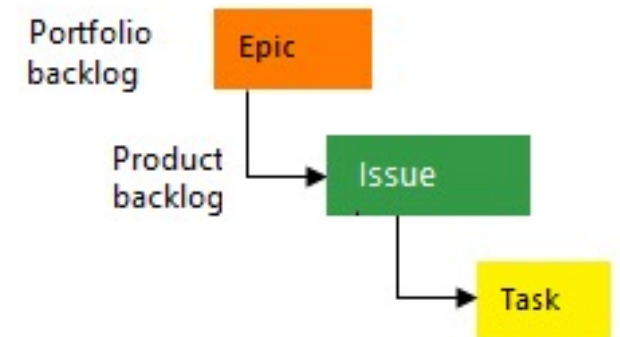 Portfolio
backlog
Epic
Product
backlog
Issue
Task